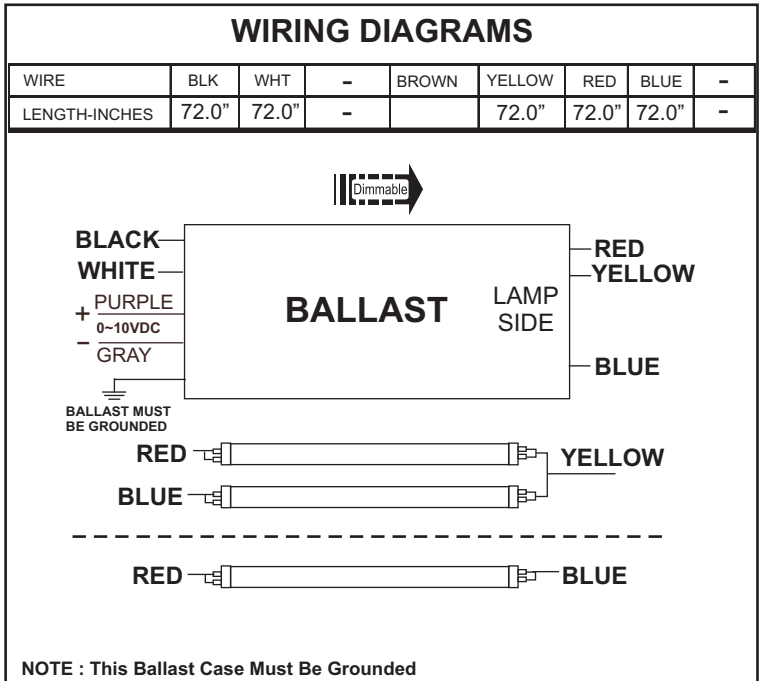 WIRING DIAGRAMS
WIRE BLK WHT - BROWN YELLOW RED BLUE -
LENGTH-INCHES 72.0” 72.0” - 72.0” 72.0” 72.0” -
Dimmable
BLACK
WHITE
+ PURPLE
0~10VDC
- GRAY
BALLAST MUST
BE GROUNDED
BALLAST
LAMP
SIDE
RED
YELLOW
BLUE
RED YELLOW
BLUE
RED BLUE
NOTE : This Ballast Case Must Be Grounded